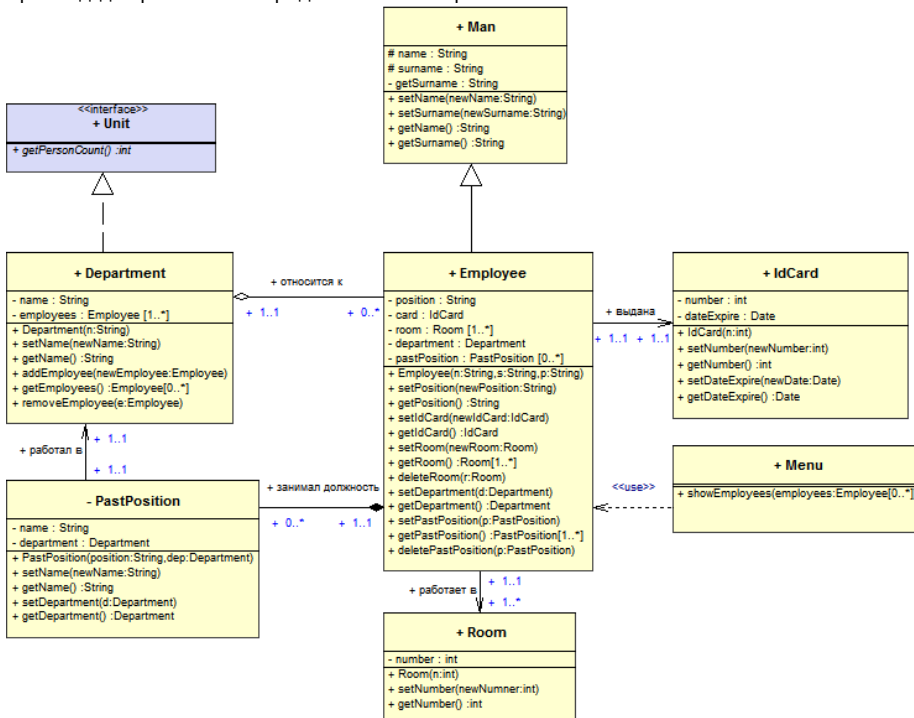 + Man
# name : String
# surname : String
- getSurname : String
+ setName(newName:String)
+ setSurname(newSurname:String)
+ getName() :String
+ getSurname() :String
<<interface>>
+ Unit
+ getPersonCount() :int
+ Department
- name : String
- employees : Employee [1..*]
+ Department(n:String)
+ setName(newName:String)
+ getName() :String
+ addEmployee(newEmployee:Employee)
+ getEmployees() :Employee[0..*]
+ removeEmployee(e:Employee)
+ относится к
+ 1..1
+ 0..*
+ Employee
- position : String
- card : IdCard
- room : Room [1..*]
- department : Department
- pastPosition : PastPosition [0..*]
+ Employee(n:String,s:String,p:String)
+ setPosition(newPosition:String)
+ getPosition() :String
+ setIdCard(newIdCard:IdCard)
+ getIdCard() :IdCard
+ setRoom(newRoom:Room)
+ getRoom() :Room[1..*]
+ deleteRoom(r:Room)
+ setDepartment(d:Department)
+ getDepartment() :Department
+ setPastPosition(p:PastPosition)
+ getPastPosition() :PastPosition[1..*]
+ deletePastPosition(p:PastPosition)
+ выдана
+ 1..1
+ 1..1
+ IdCard
- number : int
- dateExpire : Date
+ IdCard(n:int)
+ setNumber(newNumber:int)
+ getNumber() :int
+ setDateExpire(newDate:Date)
+ getDateExpire() :Date
+ 1..1
+ работал в
+ 1..1
- PastPosition
- name : String
- department : Department
+ PastPosition(position:String,dep:Department)
+ setName(newName:String)
+ getName() :String
+ setDepartment(d:Department)
+ getDepartment() :Department
+ занимал должность
+ 0..*
+ 1..1
<<use>>
+ Menu
+ showEmployees(employees:Employee[0..*])
+ 1..1
+ работает в
+ 1..*
+ Room
- number : int
+ Room(n:int)
+ setNumber(newNumner:int)
+ getNumber() :int